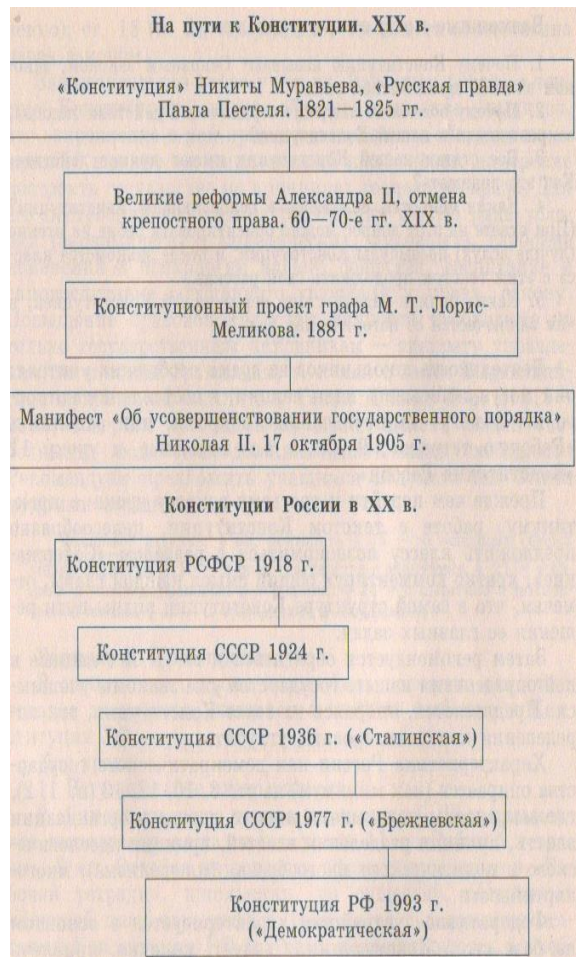 На пути к Конституции. XIX в.
«Конституция» Никиты Муравьева, «Русская правда»
Павла Пестеля. 1821—1825 гг.
Великие реформы Александра II, отмена
крепостного права. 60—70-е гг. XIX в.
Конституционный проект графа М. Т. Лорис-
Меликова. 1881 г.
Манифест «Об усовершенствовании государственного порядка»
Николая II. 17 октября 1905 г.
Конституции России в XX в.
Конституция РСФСР 1918 г.
Конституция СССР 1924 г.
Конституция СССР 1936 г. («Сталинская»)
Конституция СССР 1977 г. («Брежневская»)
Конституция РФ 1993 г.
(«Демократическая»)